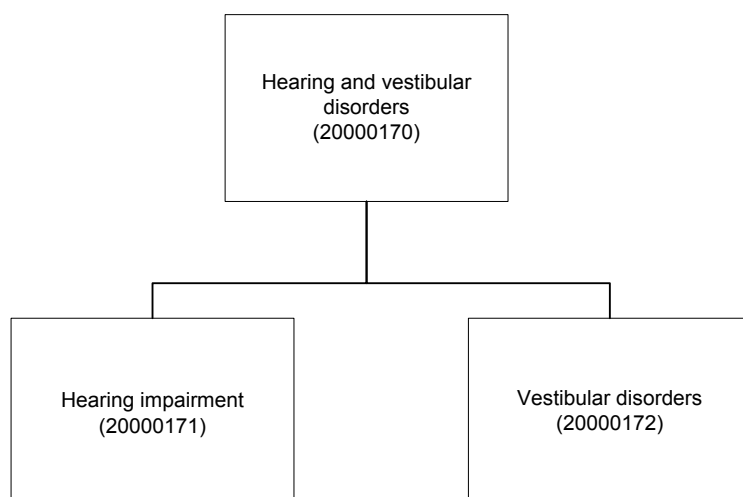 Hearing and vestibular
disorders
(20000170)
Hearing impairment
(20000171)
Vestibular disorders
(20000172)